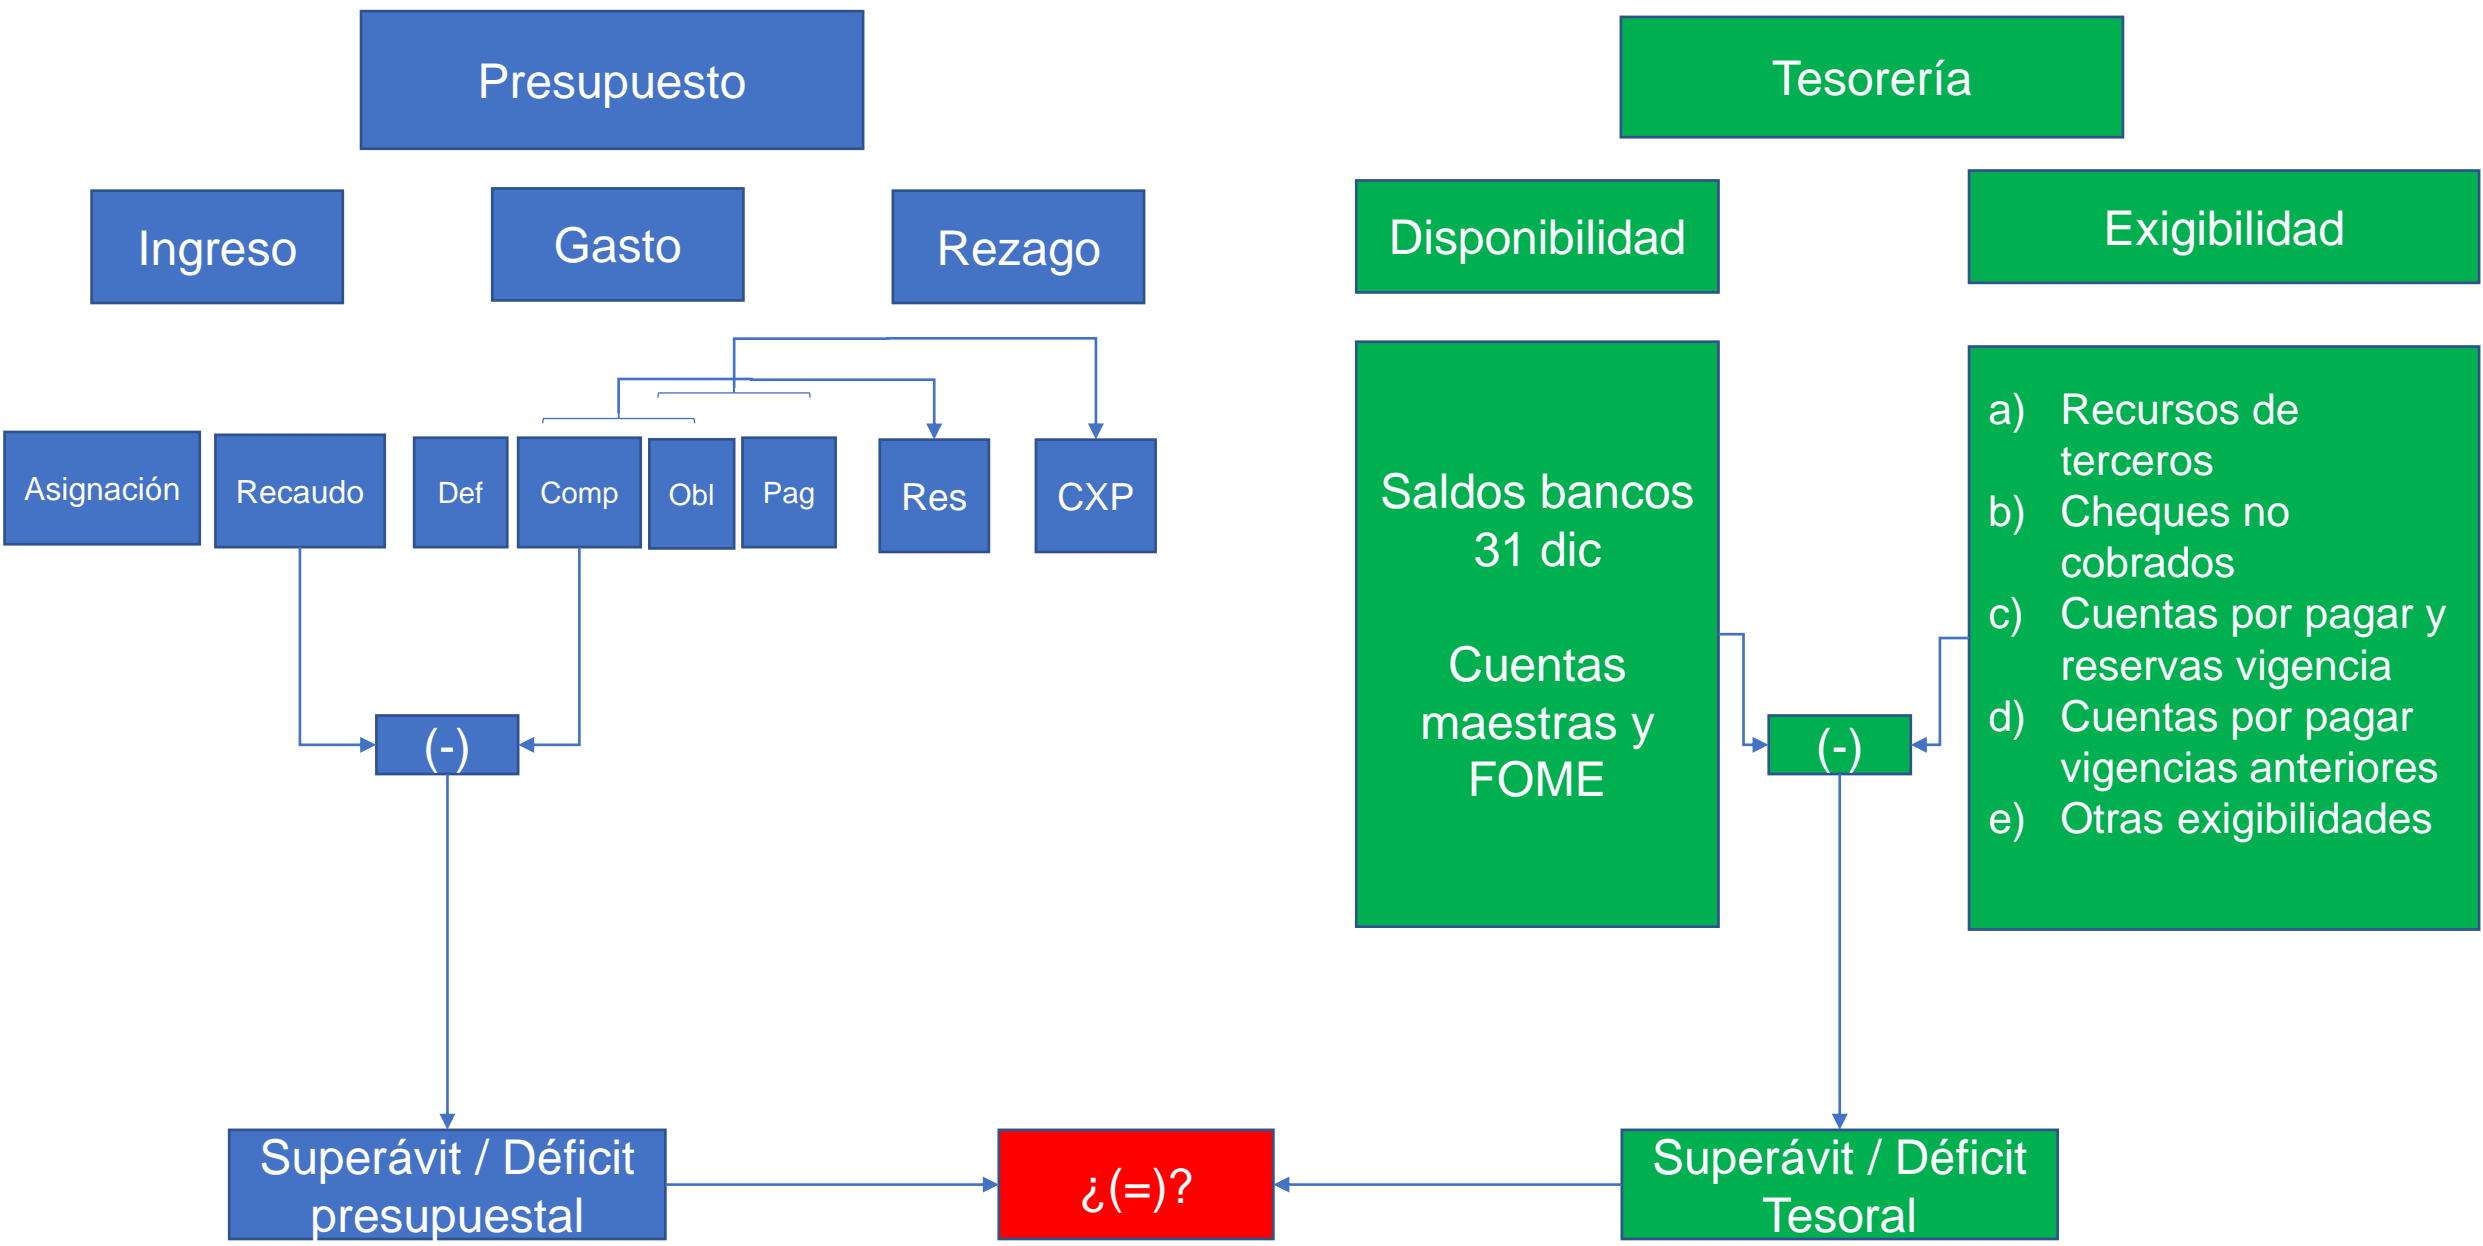 Presupuesto
Tesorería
Ingreso
Gasto
Rezago
Disponibilidad
Exigibilidad
Asignación
Recaudo
Def
Comp
Obl
Pag
Res
CXP
(-)
Superávit / Déficit
presupuestal
Saldos bancos
31 dic
Cuentas
maestras y
FOME
a) Recursos de
terceros
b) Cheques no
cobrados
c) Cuentas por pagar y
reservas vigencia
d) Cuentas por pagar
vigencias anteriores
e) Otras exigibilidades
(-)
Superávit / Déficit
Tesoral
¿(=)?